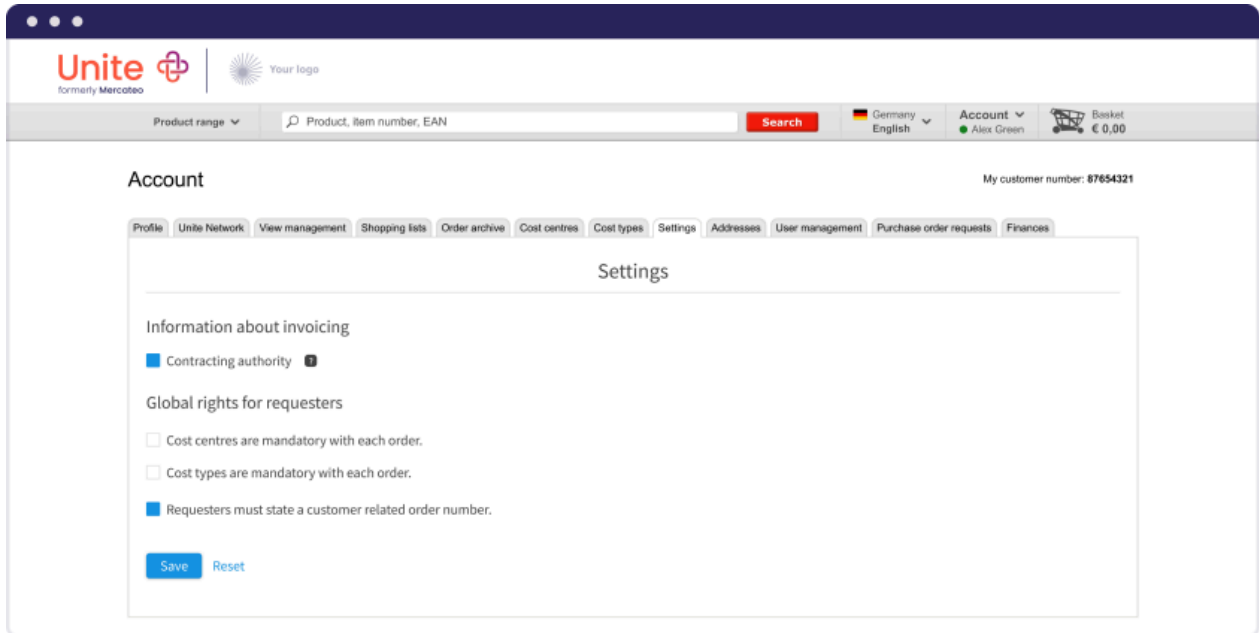 Unite
formerly Mercateo
Your logo
Product range
Product, item number, EAN
Search
Germany
English
Account
Alex Green
Basket
€ 0,00
Account
My customer number: 87654321
Profile Unite Network View management Shopping lists Order archive Cost centres Cost types Settings Addresses User management Purchase order requests Finances
Settings
Information about invoicing
Contracting authority ?
Global rights for requesters
Cost centres are mandatory with each order.
Cost types are mandatory with each order.
Requesters must state a customer related order number.
Save Reset